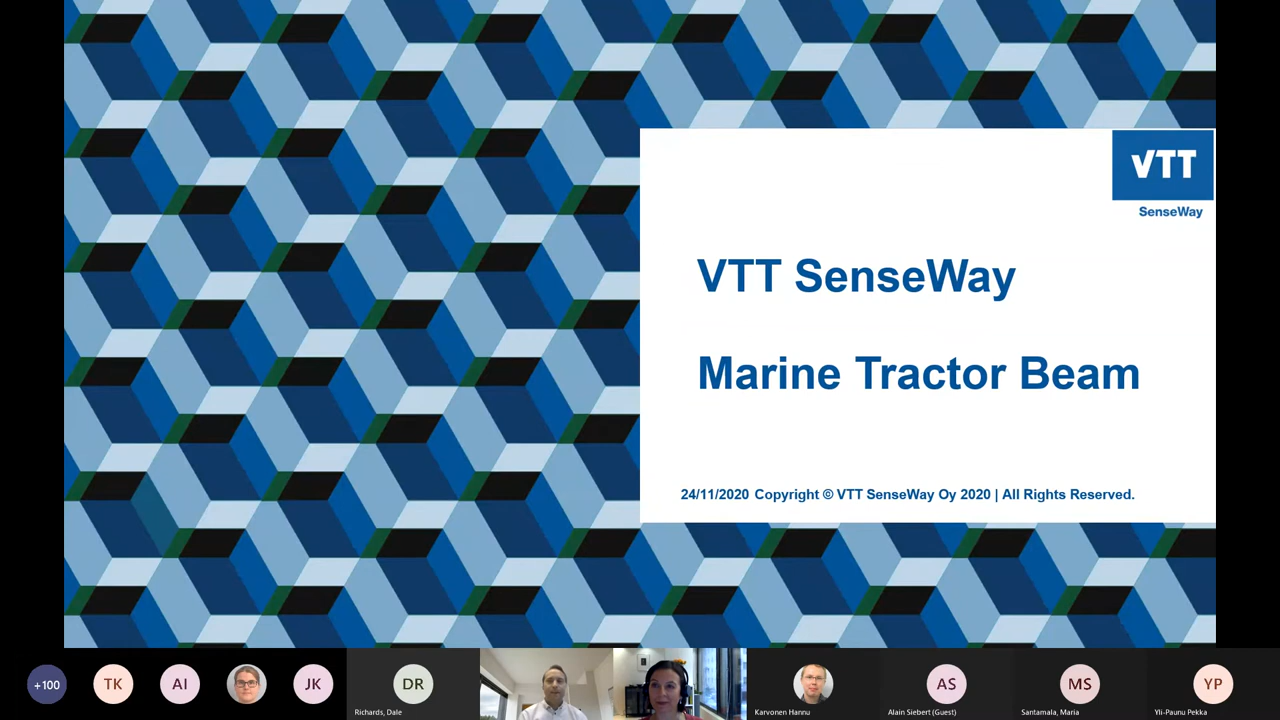 VTT
SenseWay
VTT SenseWay
Marine Tractor Beam
24/11/2020 Copyright © VTT SenseWay Oy 2020 | All Rights Reserved.
+100
TK
AI
JK
DR
AS
MS
YP
Richards, Dale
Karvonen Hannu
Alain Siebert (Guest)
Santamala, Maria
Yli-Paunu Pekka